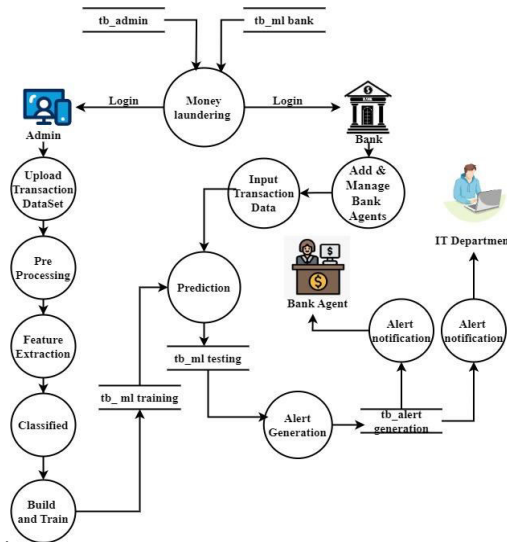 tb_admin
tb_ml bank
Money
laundering
Login
Login
Admin
Bank
Upload
Transaction
DataSet
Input
Transaction
Data
Add &
Manage
Bank
Agents
IT Department
Pre
Processing
Prediction
Bank Agent
Feature
Extraction
Alert
notification
Alert
notification
tb_ml testing
tb_ ml training
Classified
Alert
Generation
tb_alert
generation
Build
and Train